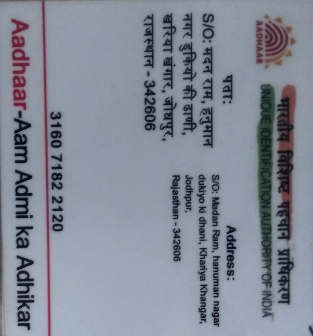 AADHAAR
भारतीय विशिष्ट पहचान प्राधिकरण
UNIQUE IDENTIFICATION AUTHORITY OF INDIA
पता:
S/O: मदन राम, हनुमान
नगर डुकियो की ढाणी,
खरिया खंगार, जोधपुर,
राजस्थान - 342606
Address:
S/O: Madan Ram, hanuman nagar
dukiyo ki dhani, Khariya Khangar,
Jodhpur,
Rajasthan - 342606
3160 7182 2120
Aadhaar-Aam Admi ka Adhikar